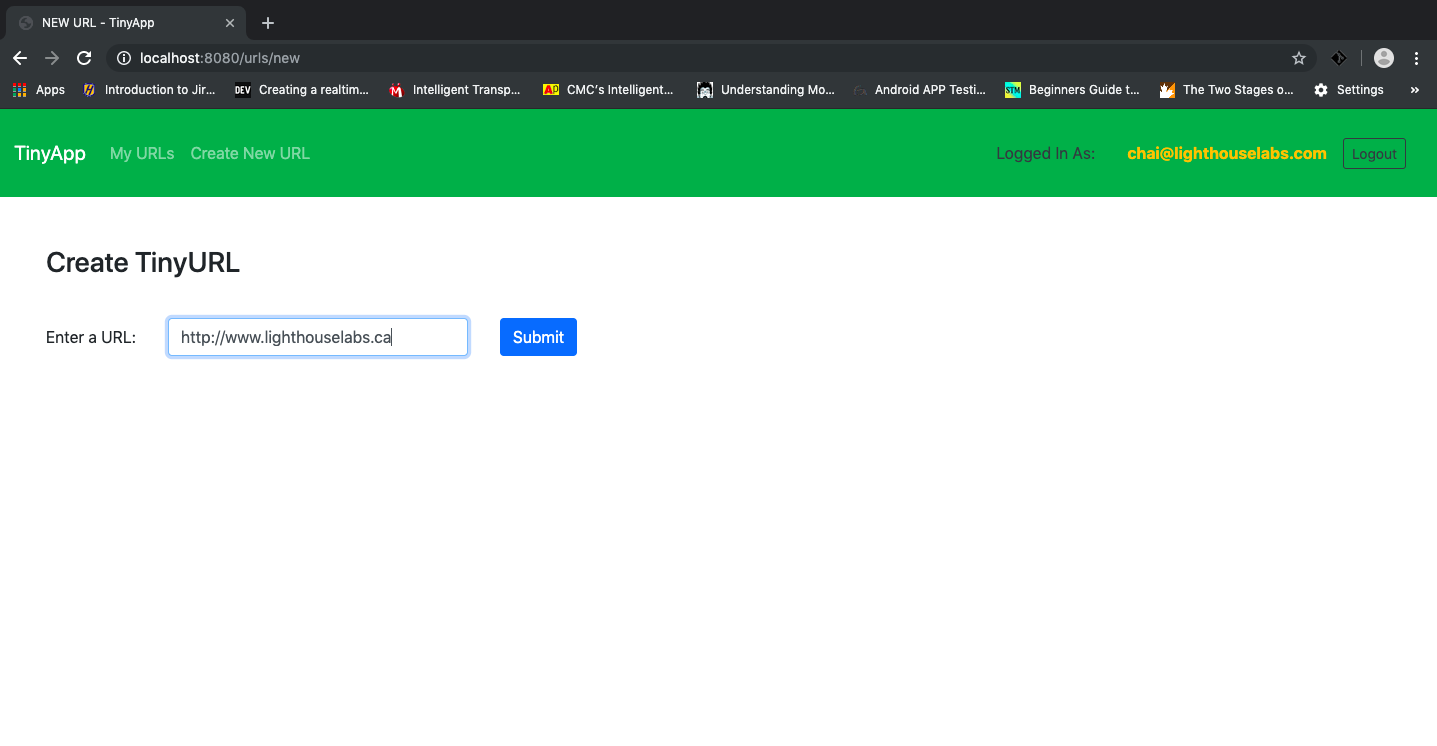 NEW URL - TinyApp
localhost:8080/urls/new
Apps Introduction to Jir... DEV Creating a realtim... Intelligent Transp... AD CMC's Intelligent... Understanding Mo... Android APP Testi... STM Beginners Guide t... The Two Stages o... Settings »
TinyApp My URLs Create New URL Logged In As: chai@lighthouselabs.com Logout
Create TinyURL
Enter a URL: http://www.lighthouselabs.ca Submit